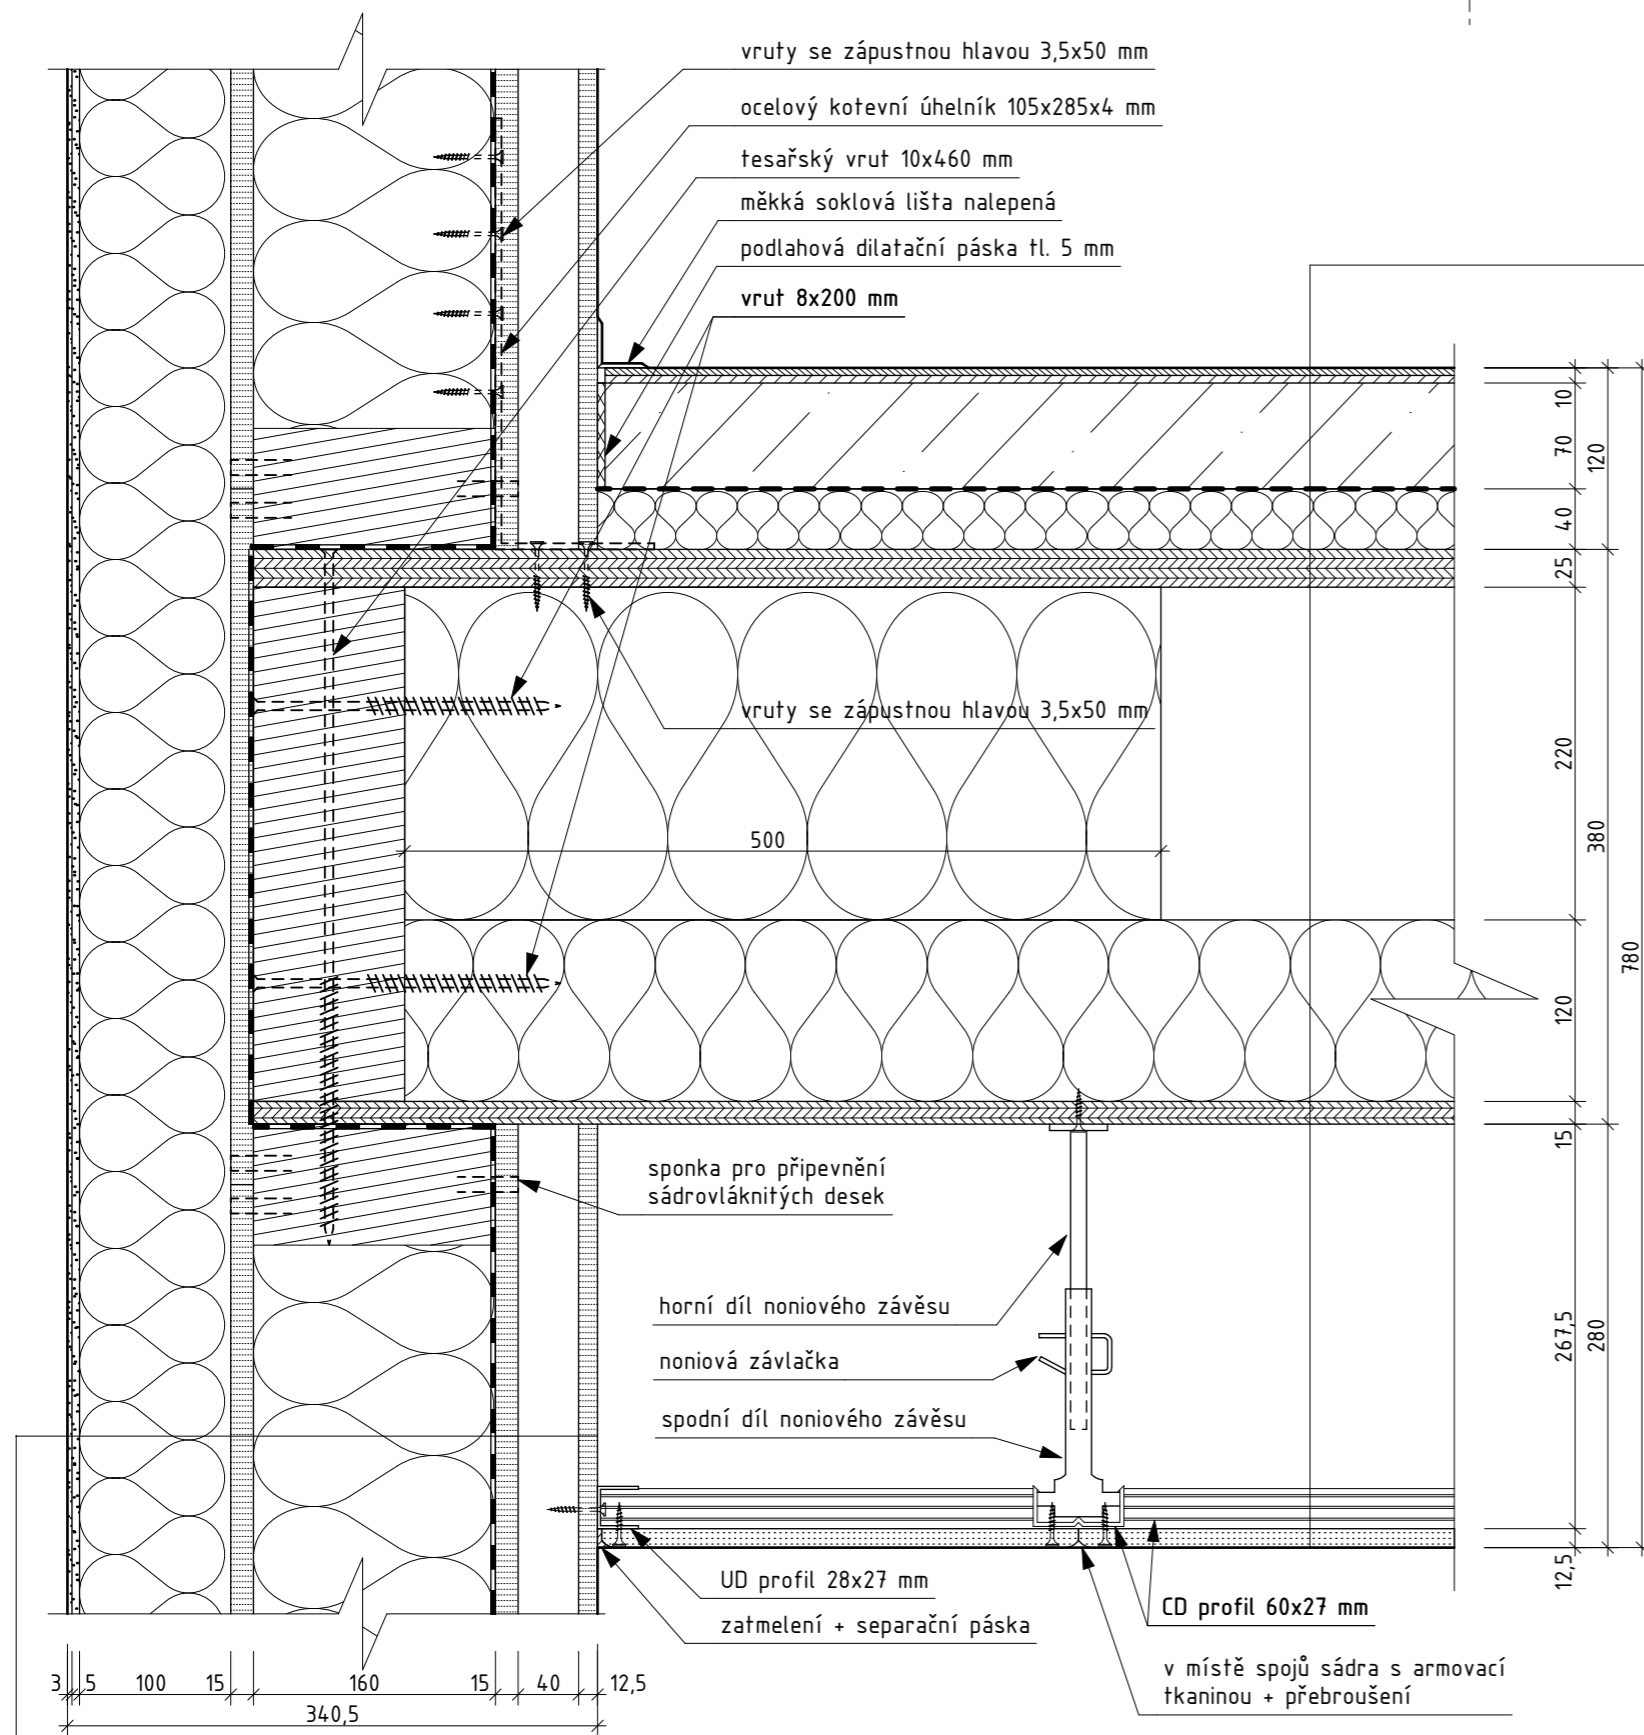 vruty se zápustnou hlavou 3,5x50 mm
ocelový kotevní úhelník 105x285x4 mm
tesařský vrut 10x460 mm
měkká soklová lišta nalepená
podlahová dilatační páska tl. 5 mm
vrut 8x200 mm
10
70
120
40
25
vruty se zápustnou hlavou 3,5x50 mm
220
500
380
780
120
15
sponka pro připevnění
sádrovláknitých desek
horní díl noniového závěsu
267,5
280
noniová závlačka
spodní díl noniového závěsu
12,5
UD profil 28x27 mm
CD profil 60x27 mm
zatmelení + separační páska
v místě spojů sádra s armovací
tkaninou + přebroušení
3 5 100 15 160 15 40 12,5
340,5